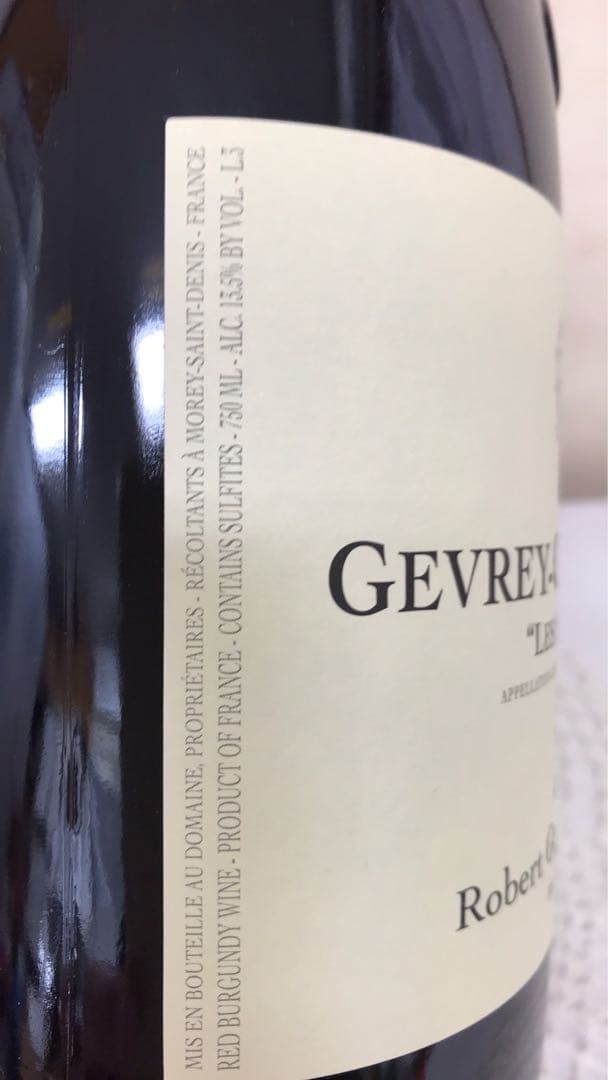 MIS EN BOUTEILLE AU DOMAINE, PROPRIÉTAIRES - RÉCOLTANTS À MOREY-SAINT-DENIS - FRANCE
RED BURGUNDY WINE - PRODUCT OF FRANCE - CONTAINS SULFITES - 750 ML - ALC. 13.5% BY VOL. - L.3
GEVREY-
“LES
Robert